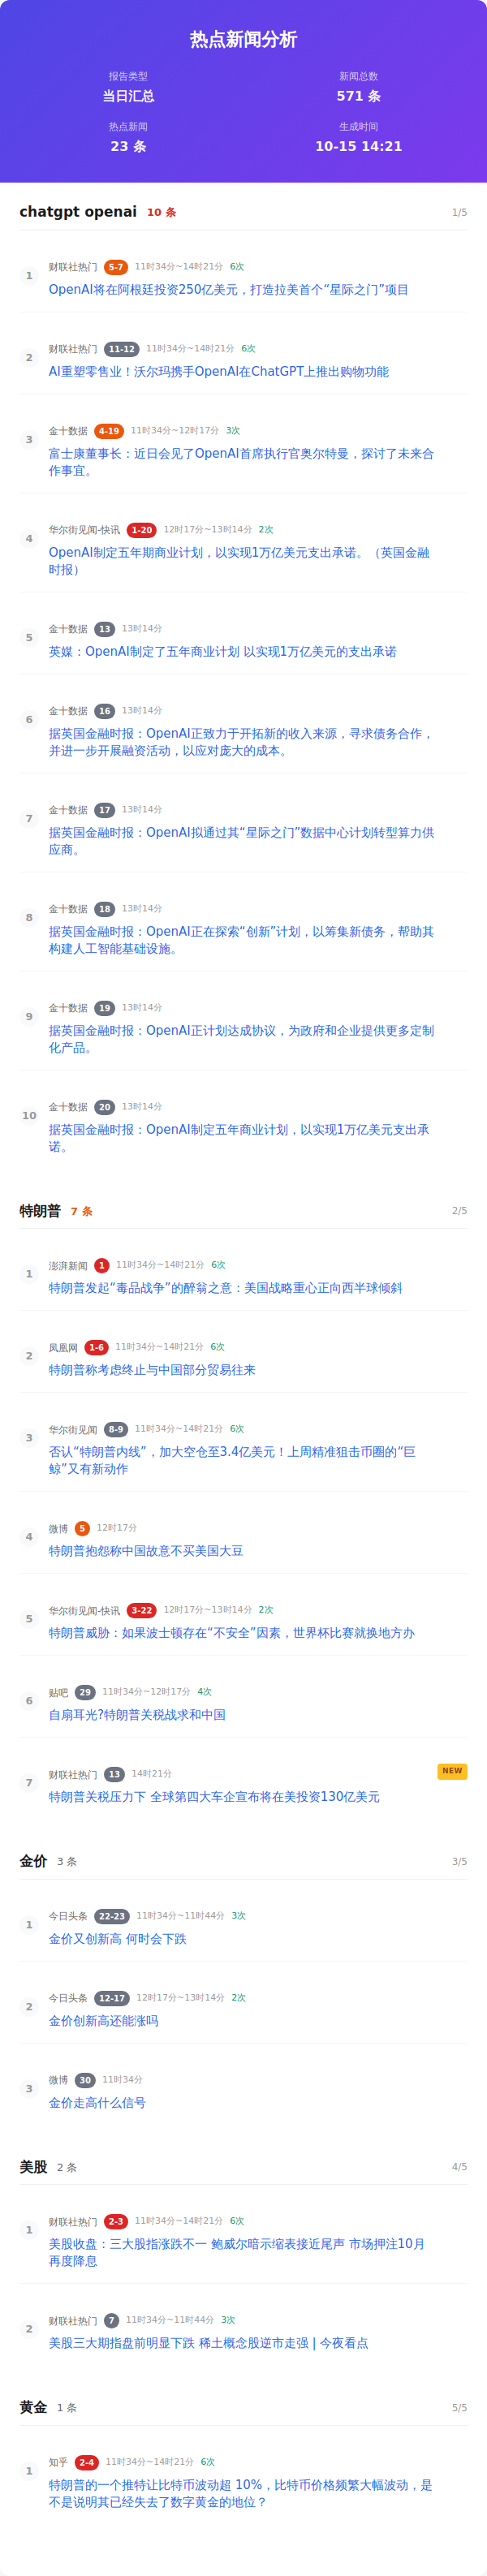 热点新闻分析
报告类型
当日汇总
新闻总数
571 条
热点新闻
23 条
生成时间
10-15 14:21
chatgpt openai 10 条 1/5
1
财联社热门 5-7 11时34分~14时21分 6次
OpenAI将在阿根廷投资250亿美元，打造拉美首个“星际之门”项目
2
财联社热门 11-12 11时34分~14时21分 6次
AI重塑零售业！沃尔玛携手OpenAI在ChatGPT上推出购物功能
3
金十数据 4-19 11时34分~12时17分 3次
富士康董事长：近日会见了OpenAI首席执行官奥尔特曼，探讨了未来合
作事宜。
4
华尔街见闻-快讯 1-20 12时17分~13时14分 2次
OpenAI制定五年期商业计划，以实现1万亿美元支出承诺。（英国金融
时报）
5
金十数据 13 13时14分
英媒：OpenAI制定了五年商业计划 以实现1万亿美元的支出承诺
6
金十数据 16 13时14分
据英国金融时报：OpenAI正致力于开拓新的收入来源，寻求债务合作，
并进一步开展融资活动，以应对庞大的成本。
7
金十数据 17 13时14分
据英国金融时报：OpenAI拟通过其“星际之门”数据中心计划转型算力供
应商。
8
金十数据 18 13时14分
据英国金融时报：OpenAI正在探索“创新”计划，以筹集新债务，帮助其
构建人工智能基础设施。
9
金十数据 19 13时14分
据英国金融时报：OpenAI正计划达成协议，为政府和企业提供更多定制
化产品。
10
金十数据 20 13时14分
据英国金融时报：OpenAI制定五年商业计划，以实现1万亿美元支出承
诺。
特朗普 7 条 2/5
1
澎湃新闻 1 11时34分~14时21分 6次
特朗普发起“毒品战争”的醉翁之意：美国战略重心正向西半球倾斜
2
凤凰网 1-6 11时34分~14时21分 6次
特朗普称考虑终止与中国部分贸易往来
3
华尔街见闻 8-9 11时34分~14时21分 6次
否认“特朗普内线”，加大空仓至3.4亿美元！上周精准狙击币圈的“巨
鲸”又有新动作
4
微博 5 12时17分
特朗普抱怨称中国故意不买美国大豆
5
华尔街见闻-快讯 3-22 12时17分~13时14分 2次
特朗普威胁：如果波士顿存在“不安全”因素，世界杯比赛就换地方办
6
贴吧 29 11时34分~12时17分 4次
自扇耳光?特朗普关税战求和中国
7
财联社热门 13 14时21分 NEW
特朗普关税压力下 全球第四大车企宣布将在美投资130亿美元
金价 3 条 3/5
1
今日头条 22-23 11时34分~11时44分 3次
金价又创新高 何时会下跌
2
今日头条 12-17 12时17分~13时14分 2次
金价创新高还能涨吗
3
微博 30 11时34分
金价走高什么信号
美股 2 条 4/5
1
财联社热门 2-3 11时34分~14时21分 6次
美股收盘：三大股指涨跌不一 鲍威尔暗示缩表接近尾声 市场押注10月
再度降息
2
财联社热门 7 11时34分~11时44分 3次
美股三大期指盘前明显下跌 稀土概念股逆市走强 | 今夜看点
黄金 1 条 5/5
1
知乎 2-4 11时34分~14时21分 6次
特朗普的一个推特让比特币波动超 10%，比特币价格频繁大幅波动，是
不是说明其已经失去了数字黄金的地位？